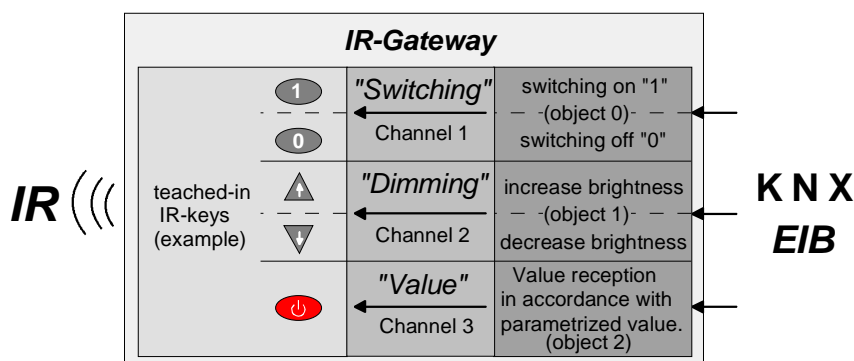 IR-Gateway
IR
teached-in
IR-keys
(example)
1
0
"Switching"
Channel 1
switching on "1"
(object 0)
switching off "0"
"Dimming"
Channel 2
increase brightness
(object 1)
decrease brightness
"Value"
Channel 3
Value reception
in accordance with
parametrized value.
(object 2)
KNX
EIB